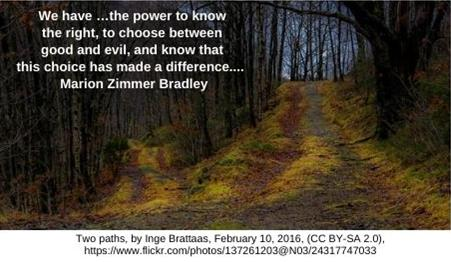 We have …the power to know
the right, to choose between
good and evil, and know that
this choice has made a difference....
Marion Zimmer Bradley
Two paths, by Inge Brattaas, February 10, 2016, (CC BY-SA 2.0),
https://www.flickr.com/photos/137261203@N03/24317747033